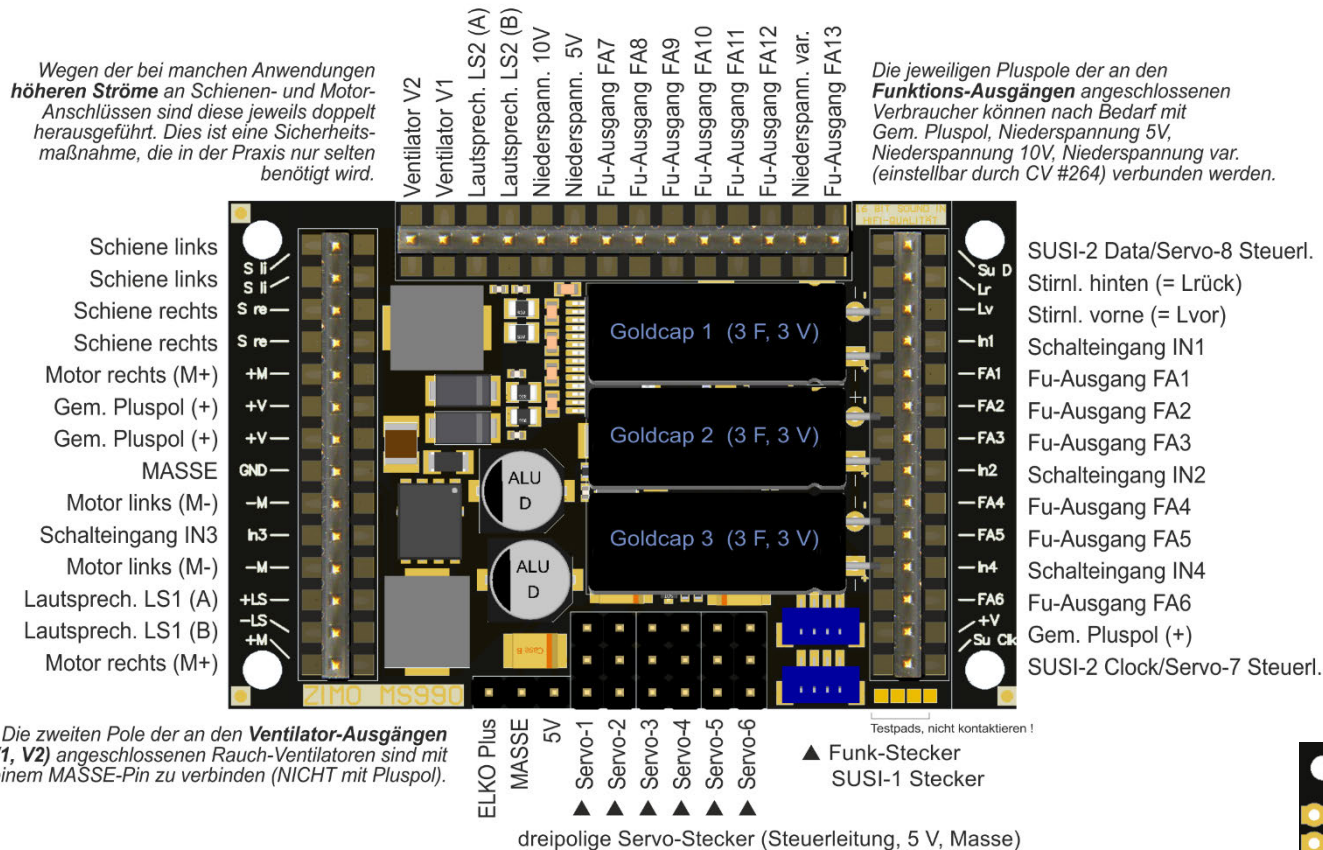 Wegen der bei manchen Anwendungen
höheren Ströme an Schienen- und Motor-
Anschlüssen sind diese jeweils doppelt
herausgeführt. Dies ist eine Sicherheits-
maßnahme, die in der Praxis nur selten
benötigt wird.
Ventilator V2
Ventilator V1
Lautsprech. LS2 (A)
Lautsprech. LS2 (B)
Niederspann. 10V
Niederspann. 5V
Fu-Ausgang FA7
Fu-Ausgang FA8
Fu-Ausgang FA9
Fu-Ausgang FA10
Fu-Ausgang FA11
Fu-Ausgang FA12
Niederspann. var.
Fu-Ausgang FA13
Die jeweiligen Pluspole der an den
Funktions-Ausgängen angeschlossenen
Verbraucher können nach Bedarf mit
Gem. Pluspol, Niederspannung 5V,
Niederspannung 10V, Niederspannung var.
(einstellbar durch CV #264) verbunden werden.
Schiene links
Schiene links
Schiene rechts
Schiene rechts
Motor rechts (M+)
Gem. Pluspol (+)
Gem. Pluspol (+)
MASSE
Motor links (M-)
Schalteingang IN3
Motor links (M-)
Lautsprech. LS1 (A)
Lautsprech. LS1 (B)
Motor rechts (M+)
S li
S li
S re
S re
+M
+V
+V
GND
-M
In3
-M
+LS
-LS
+M
16 BIT SOUND IN
HIFI-QUALITÄT
Goldcap 1 (3 F, 3 V)
Goldcap 2 (3 F, 3 V)
Goldcap 3 (3 F, 3 V)
ALU
D
ALU
D
Case B
ZIMO MS990
Su D
Lr
Lv
In1
FA1
FA2
FA3
In2
FA4
FA5
In4
FA6
+V
Su Clk
SUSI-2 Data/Servo-8 Steuerl.
Stirnl. hinten (= Lrück)
Stirnl. vorne (= Lvor)
Schalteingang IN1
Fu-Ausgang FA1
Fu-Ausgang FA2
Fu-Ausgang FA3
Schalteingang IN2
Fu-Ausgang FA4
Fu-Ausgang FA5
Schalteingang IN4
Fu-Ausgang FA6
Gem. Pluspol (+)
SUSI-2 Clock/Servo-7 Steuerl.
Die zweiten Pole der an den Ventilator-Ausgängen
1, V2) angeschlossenen Rauch-Ventilatoren sind mit
einem MASSE-Pin zu verbinden (NICHT mit Pluspol).
ELKO Plus
MASSE
5V
▲ Servo-1
▲ Servo-2
▲ Servo-3
▲ Servo-4
▲ Servo-5
▲ Servo-6
Testpads, nicht kontaktieren !
▲ Funk-Stecker
SUSI-1 Stecker
dreipolige Servo-Stecker (Steuerleitung, 5 V, Masse)